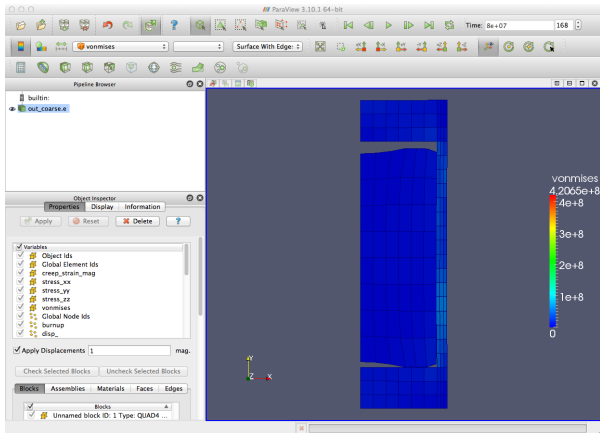 ParaView 3.10.1 64-bit
Time: 8e+07 168
vonmises Surface With Edges
Pipeline Browser
builtin:
out_coarse.e
Object Inspector
Properties Display Information
Apply Reset Delete ?
Variables
Object Ids
Global Element Ids
creep_strain_mag
stress_xx
stress_yy
stress_zz
vonmises
Global Node Ids
burnup
disp_
Apply Displacements 1 mag.
Check Selected Blocks Uncheck Selected Blocks
Blocks Assemblies Materials Faces Edges
Blocks
Unnamed block ID: 1 Type: QUAD4 ...
vonmises
4.2065e+8
4e+8
3e+8
2e+8
1e+8
0
Y
Z X